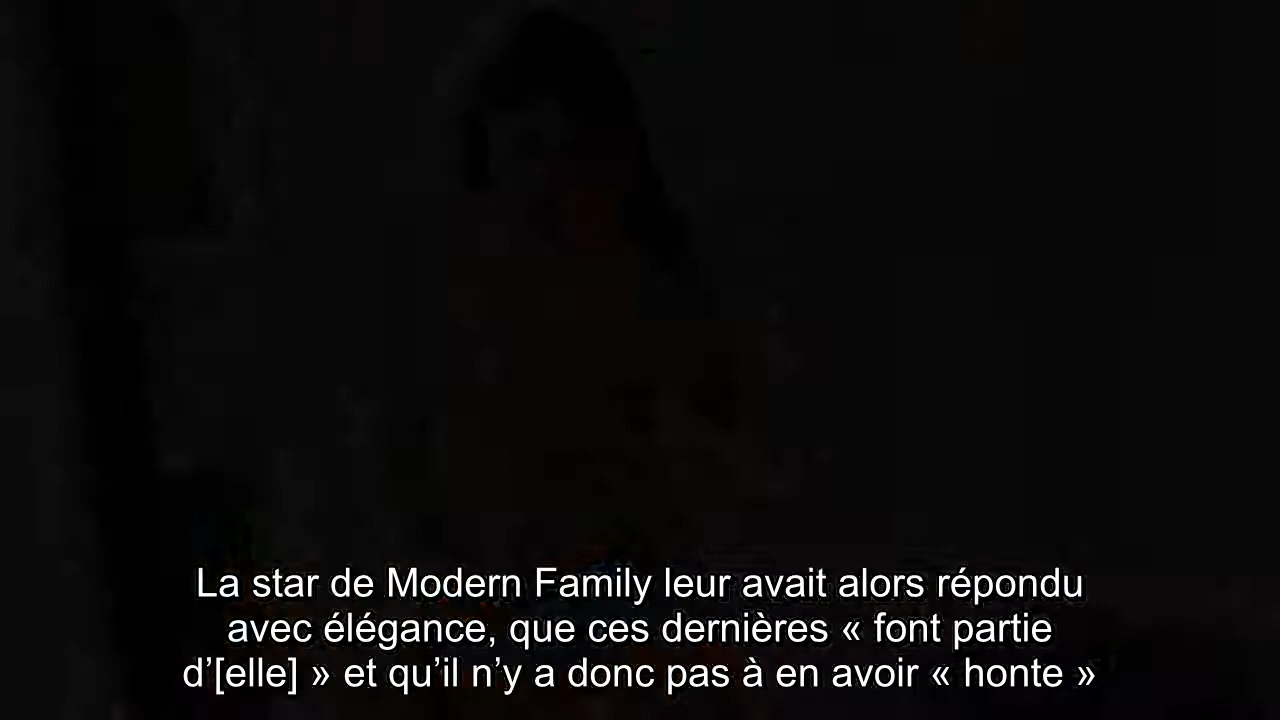 La star de Modern Family leur avait alors répondu
avec élégance, que ces dernières « font partie
d’[elle] » et qu’il n’y a donc pas à en avoir « honte »